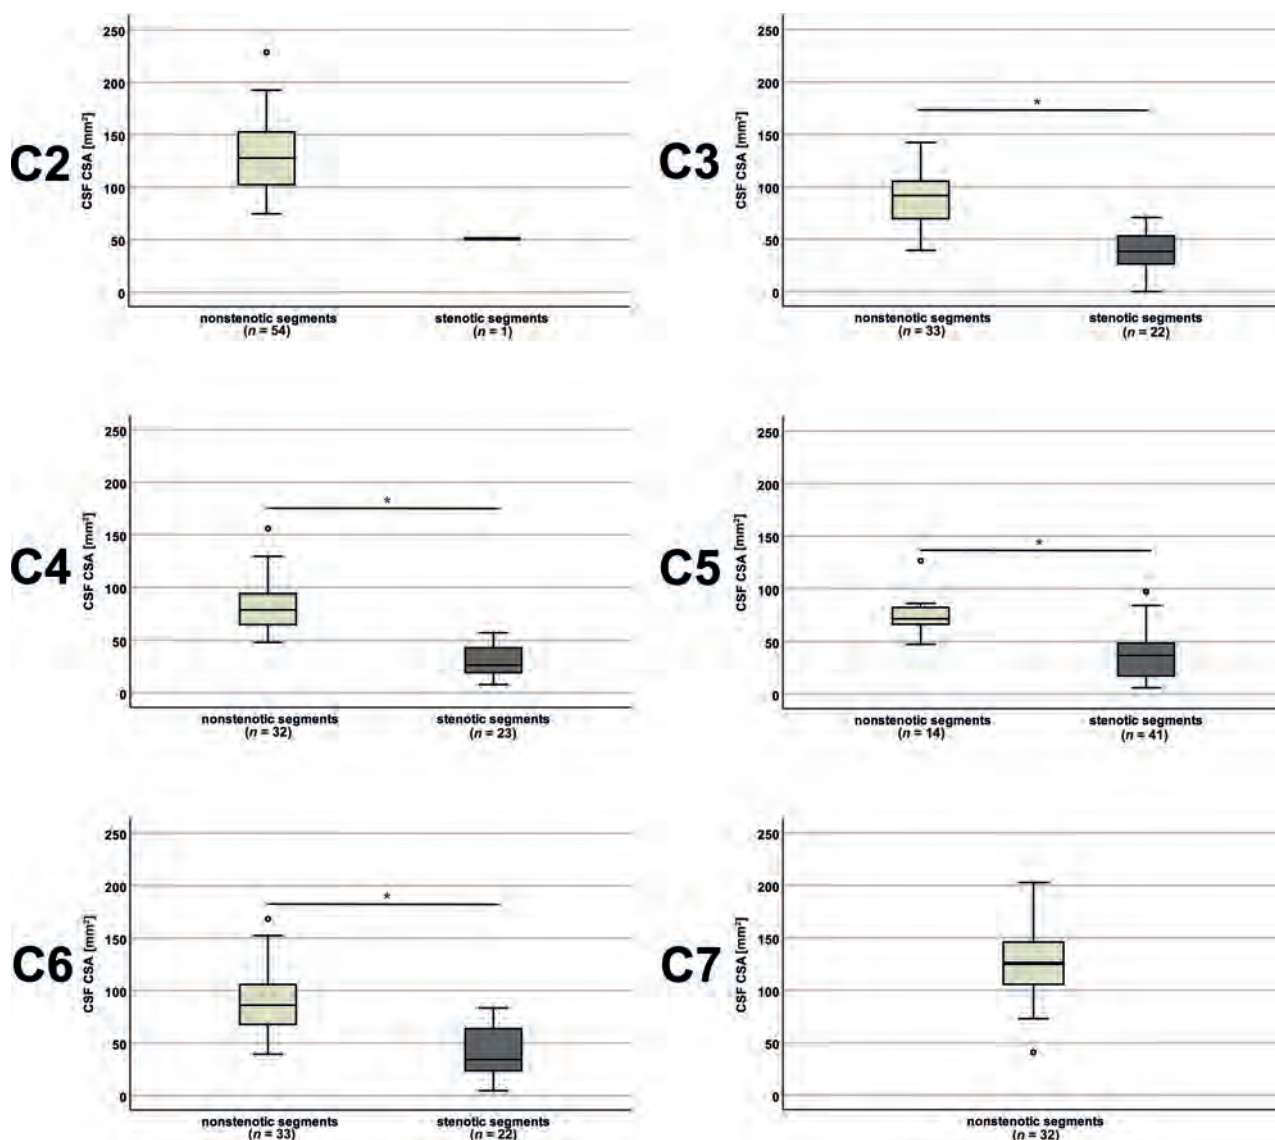 C2
CSF CSA [mm²]
250
200
150
100
50
0
nonstenotic segments
(n = 54)
stenotic segments
(n = 1)
C3
CSF CSA [mm²]
250
200
150
100
50
0
*
nonstenotic segments
(n = 33)
stenotic segments
(n = 22)
C4
CSF CSA [mm²]
250
200
150
100
50
0
*
nonstenotic segments
(n = 32)
stenotic segments
(n = 23)
C5
CSF CSA [mm²]
250
200
150
100
50
0
*
nonstenotic segments
(n = 14)
stenotic segments
(n = 41)
C6
CSF CSA [mm²]
250
200
150
100
50
0
*
nonstenotic segments
(n = 33)
stenotic segments
(n = 22)
C7
CSF CSA [mm²]
250
200
150
100
50
0
nonstenotic segments
(n = 32)